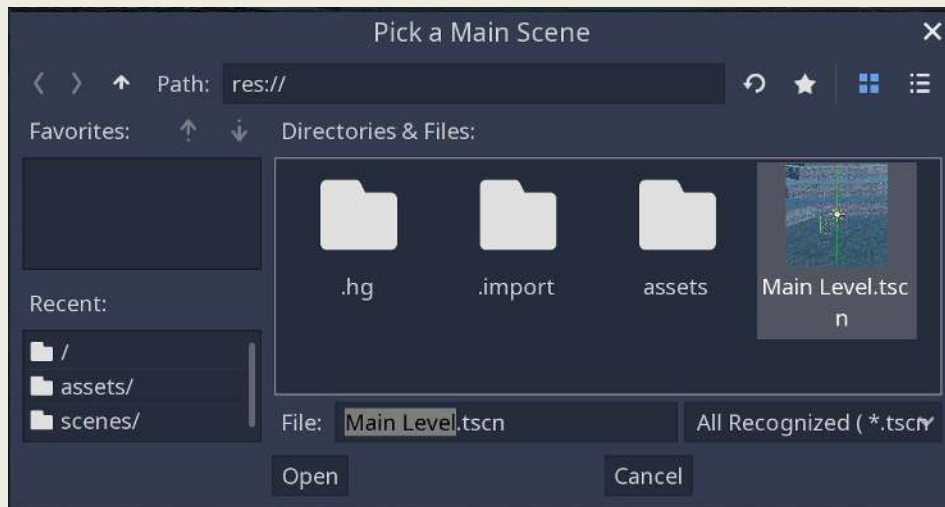 Pick a Main Scene
Path: res://
Favorites:
Directories & Files:
.hg
.import
assets
Main Level.tsc
n
Recent:
/
assets/
scenes/
File: Main Level.tscn All Recognized ( *.tscn
Open Cancel